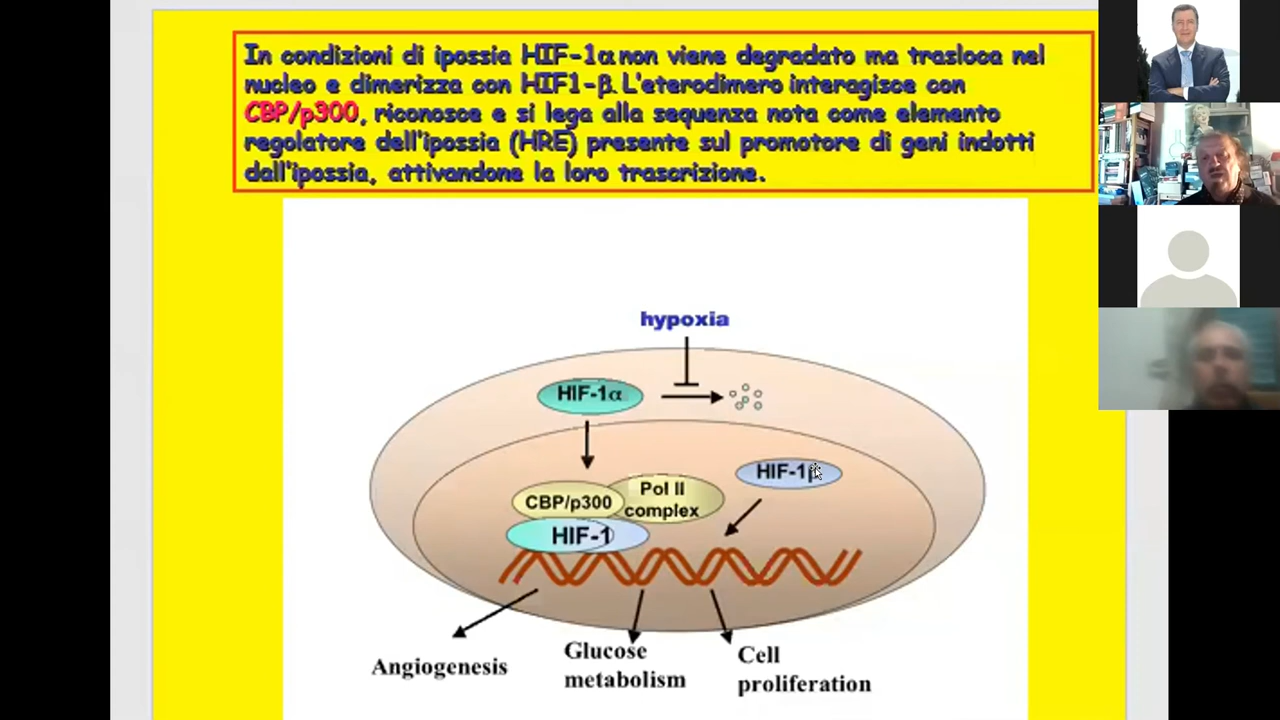 In condizioni di ipossia HIF-1α non viene degradato ma trasloca nel
nucleo e dimerizza con HIF1-β. L'eterodimero interagisce con
CBP/p300, riconosce e si lega alla sequenza nota come elemento
regolatore dell'ipossia (HRE) presente sul promotore di geni indotti
dall'ipossia, attivandone la loro trascrizione.
hypoxia
HIF-1α
HIF-1β
CBP/p300
Pol II
complex
HIF-1
Angiogenesis
Glucose
metabolism
Cell
proliferation